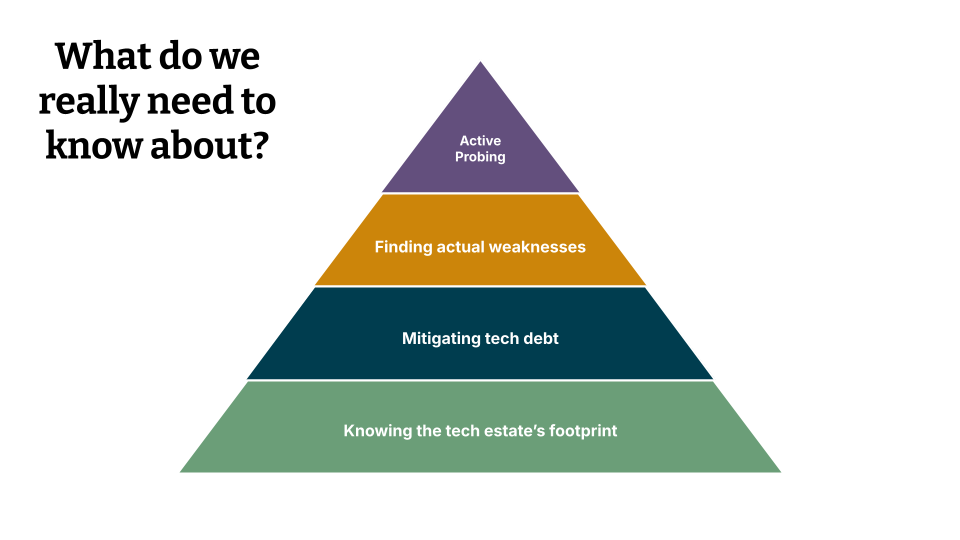 What do we
really need to
know about?
Active
Probing
Finding actual weaknesses
Mitigating tech debt
Knowing the tech estate’s footprint